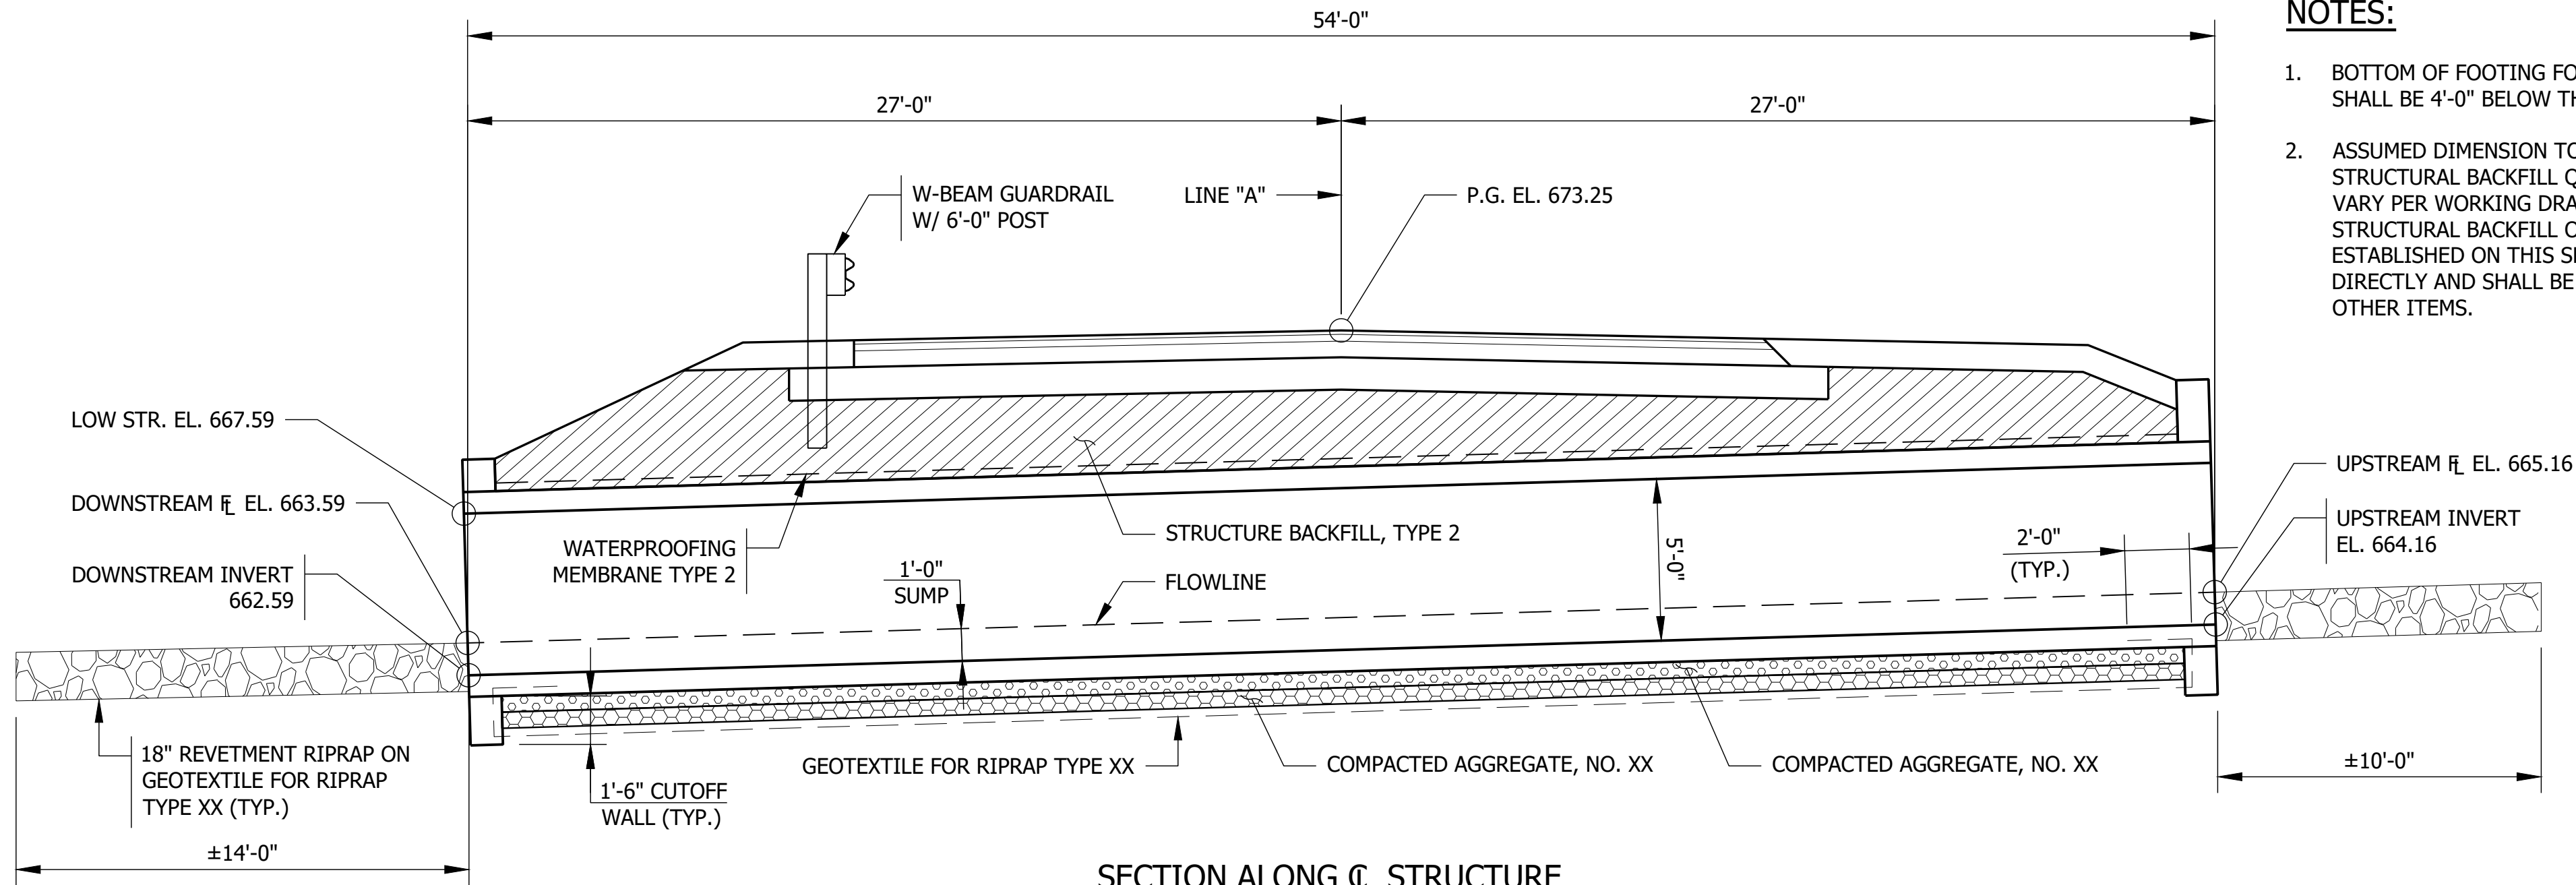 54'-0"
NOTES:
27'-0"
27'-0"
1. BOTTOM OF FOOTING
SHALL BE 4'-0" BELOW
2. ASSUMED DIMENSION
STRUCTURAL BACKFILL
VARY PER WORKING
STRUCTURAL BACKFILL
ESTABLISHED ON THIS
DIRECTLY AND SHALL BE
OTHER ITEMS.
W-BEAM GUARDRAIL
W/ 6'-0" POST
LINE "A"
P.G. EL. 673.25
LOW STR. EL. 667.59
DOWNSTREAM FL EL. 663.59
DOWNSTREAM INVERT
662.59
WATERPROOFING
MEMBRANE TYPE 2
STRUCTURE BACKFILL, TYPE 2
FLOWLINE
1'-0"
SUMP
5'-0"
2'-0"
(TYP.)
UPSTREAM FL EL. 665.16
UPSTREAM INVERT
EL. 664.16
18" REVETMENT RIPRAP ON
GEOTEXTILE FOR RIPRAP
TYPE XX (TYP.)
1'-6" CUTOFF
WALL (TYP.)
GEOTEXTILE FOR RIPRAP TYPE XX
COMPACTED AGGREGATE, NO. XX
COMPACTED AGGREGATE, NO. XX
±10'-0"
±14'-0"
SECTION ALONG ℄ STRUCTURE